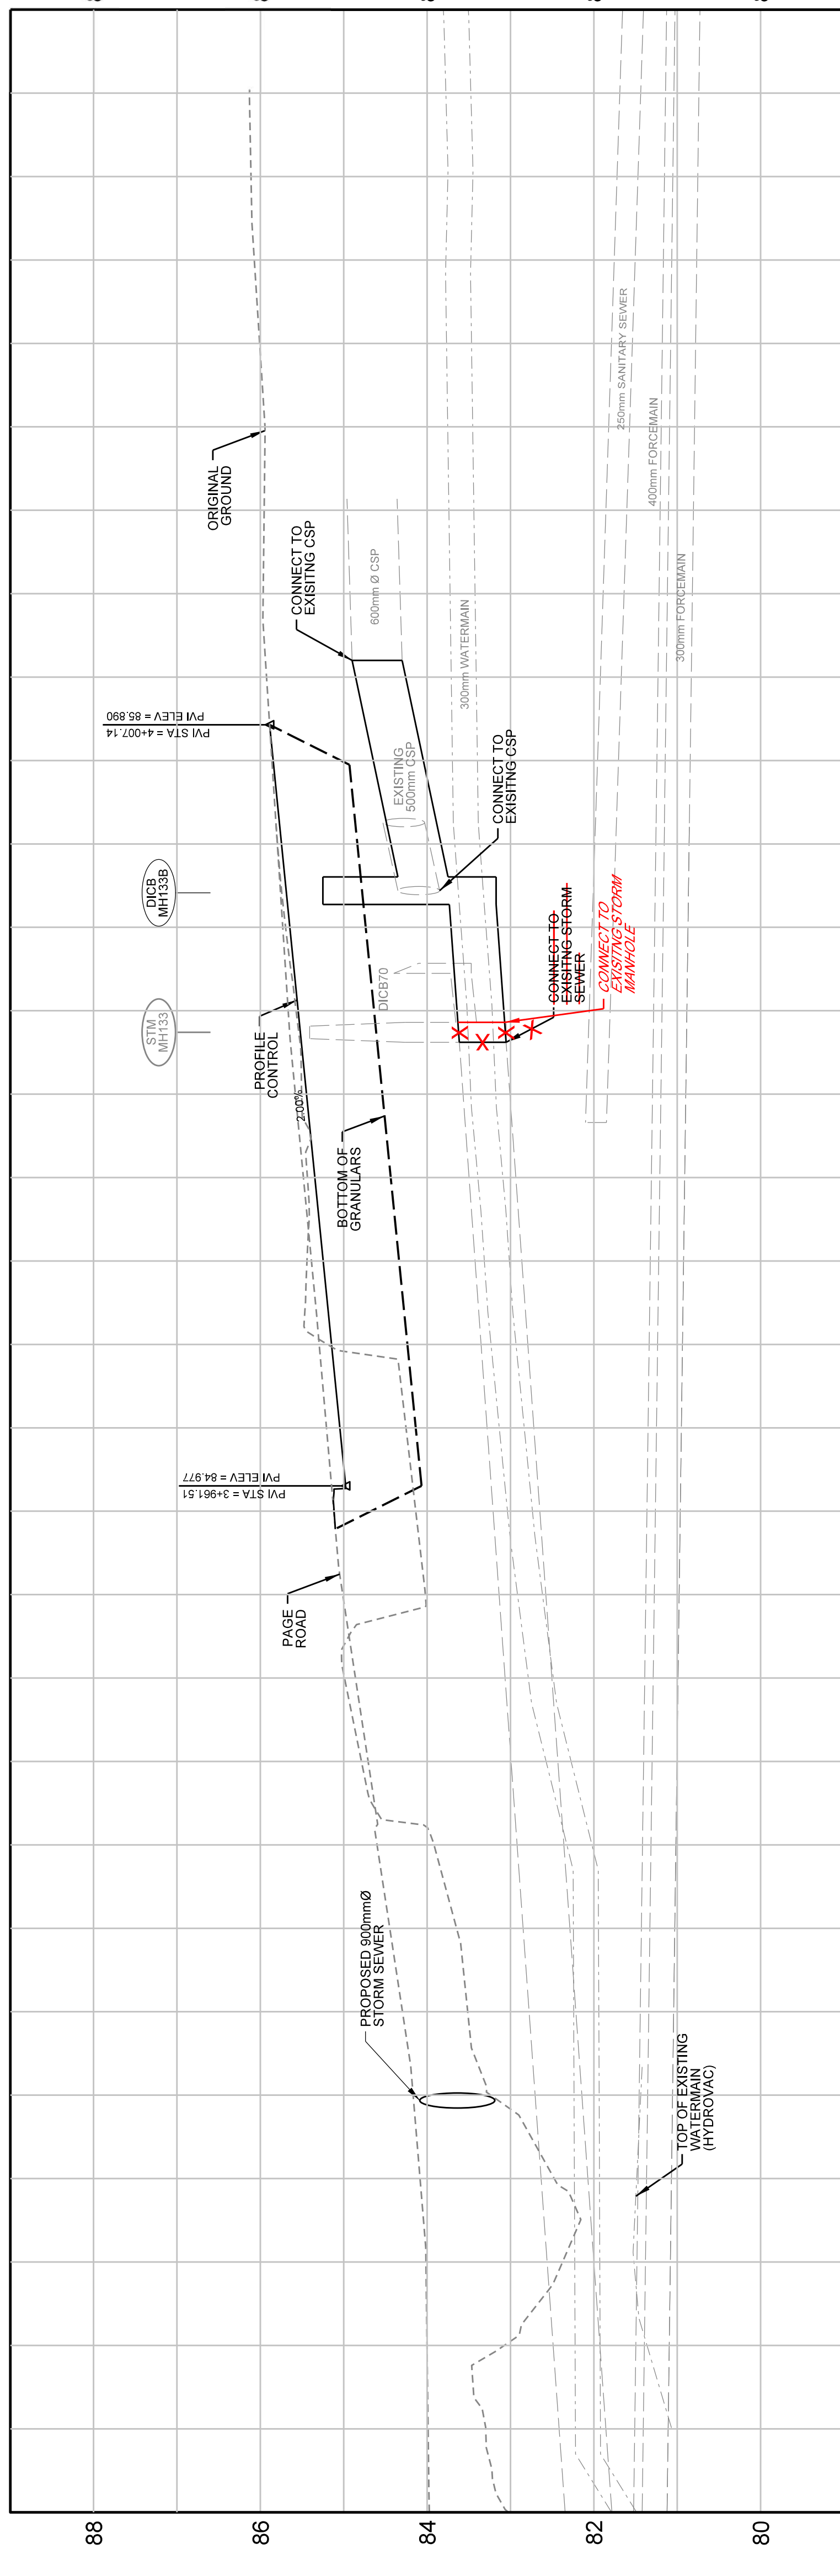 88
86
84
82
80
PROPOSED 900mmØ
STORM SEWER
TOP OF EXISTING
WATERMAIN
(HYDROVAC)
PAGE
ROAD
PVI STA = 3+961.51
PVI ELEV = 84.977
BOTTOM OF
GRANULARS
2.00%
PROFILE
CONTROL
STM
MH133
DICB
MH133B
DICB70
CONNECT TO
EXISITNG STORM
SEWER
CONNECT TO
EXISITNG STORM
MANHOLE
EXISTING
500mm CSP
CONNECT TO
EXISITNG CSP
PVI STA = 4+007.14
PVI ELEV = 85.890
CONNECT TO
EXISITNG CSP
600mm Ø CSP
300mm WATERMAIN
ORIGINAL
GROUND
250mm SANITARY SEWER
400mm FORCEMAIN
300mm FORCEMAIN